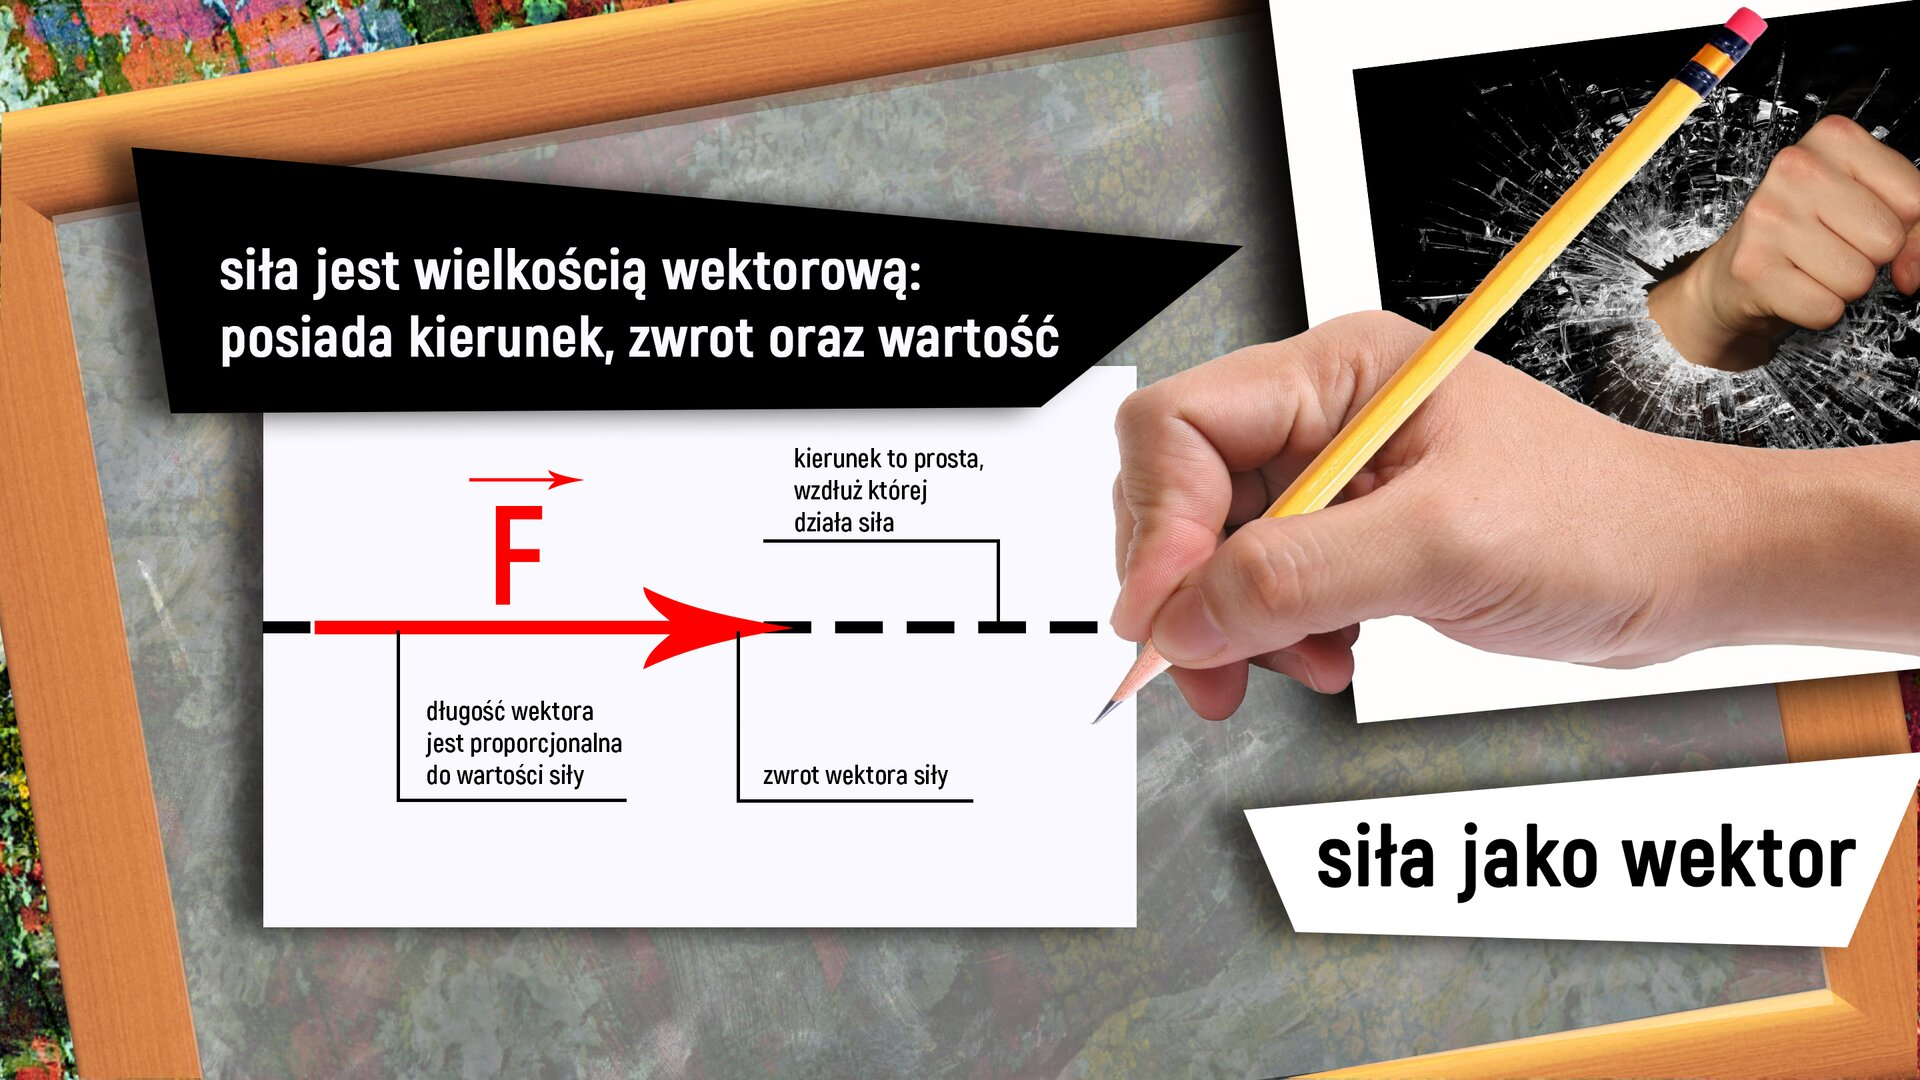 siła jest wielkością wektorową:
posiada kierunek, zwrot oraz wartość
F
kierunek to prosta,
wzdłuż której
działa siła
długość wektora
jest proporcjonalna
do wartości siły
zwrot wektora siły
siła jako wektor